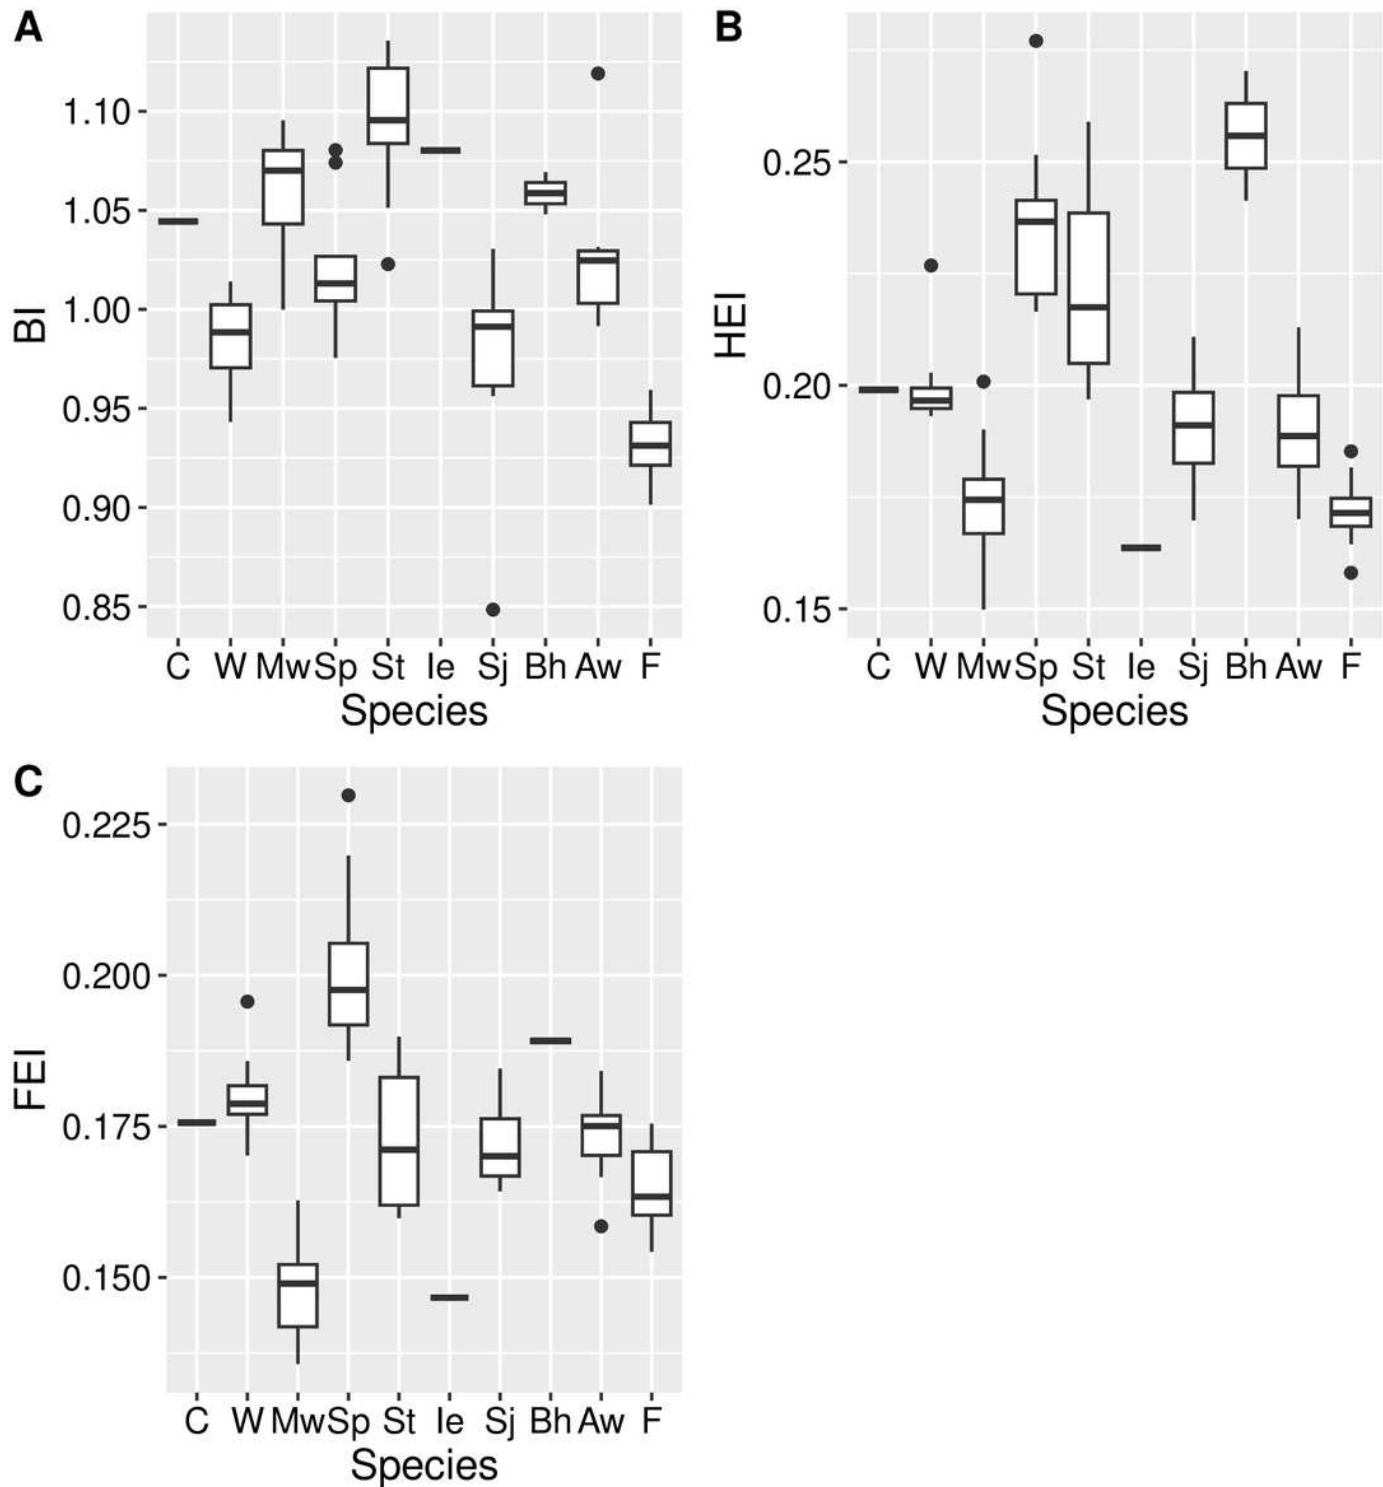 A
BI
1.10
1.05
1.00
0.95
0.90
0.85
C W Mw Sp St Ie Sj Bh Aw F
Species
B
HEI
0.25
0.20
0.15
C W Mw Sp St Ie Sj Bh Aw F
Species
C
FEI
0.225
0.200
0.175
0.150
C W Mw Sp St Ie Sj Bh Aw F
Species